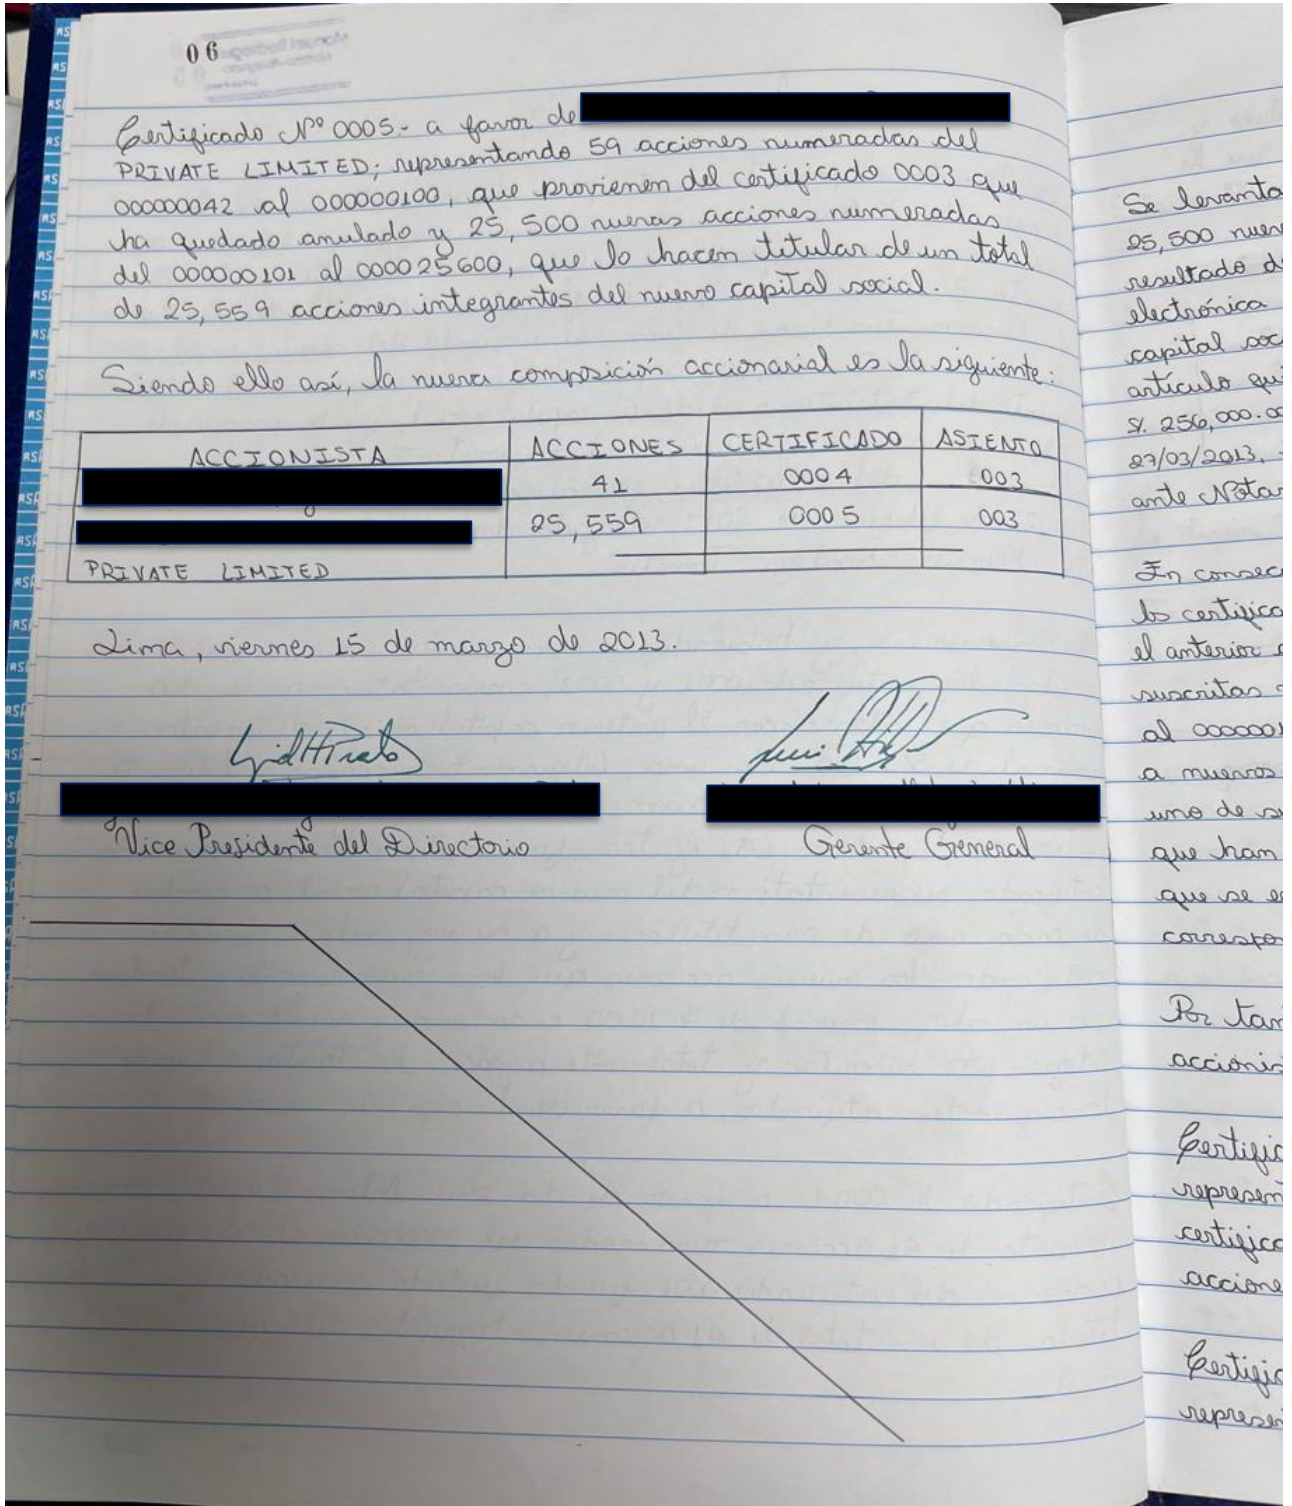 06
Certificado Nº 0005.- a favor de
PRIVATE LIMITED; representando 59 acciones numeradas del
000000042 al 000000100, que provienen del certificado 0003 que
ha quedado anulado y 25,500 nuevas acciones numeradas
del 000000101 al 000025600, que lo hacen titular de un total
de 25,559 acciones integrantes del nuevo capital social.
Siendo ello así, la nueva composición accionarial es la siguiente:
ACCIONISTA ACCIONES CERTIFICADO ASIENTO
41 0004 003
25,559 0005 003
PRIVATE LIMITED
Lima, viernes 15 de marzo de 2013.
Vice Presidente del Directorio Gerente General
Se levanta
25,500 nuev
resultado d
electrónica
capital soc
artículo qui
S/. 256,000.00
27/03/2013,
ante Notar
En consec
los certifica
el anterior
suscritas
al 0000001
a nuevos
uno de su
que han
que se e
correspo
Por tan
accionis
Certific
represen
certifica
accione
Certific
represen